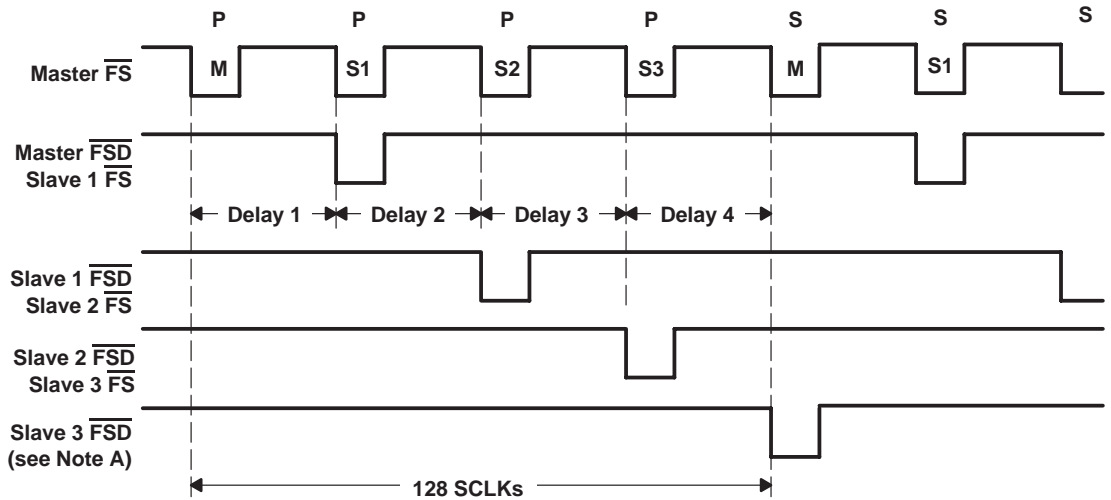 P P P P S S S
Master FS M S1 S2 S3 M S1
Master FSD
Slave 1 FS
Delay 1 Delay 2 Delay 3 Delay 4
Slave 1 FSD
Slave 2 FS
Slave 2 FSD
Slave 3 FS
Slave 3 FSD
(see Note A)
128 SCLKs